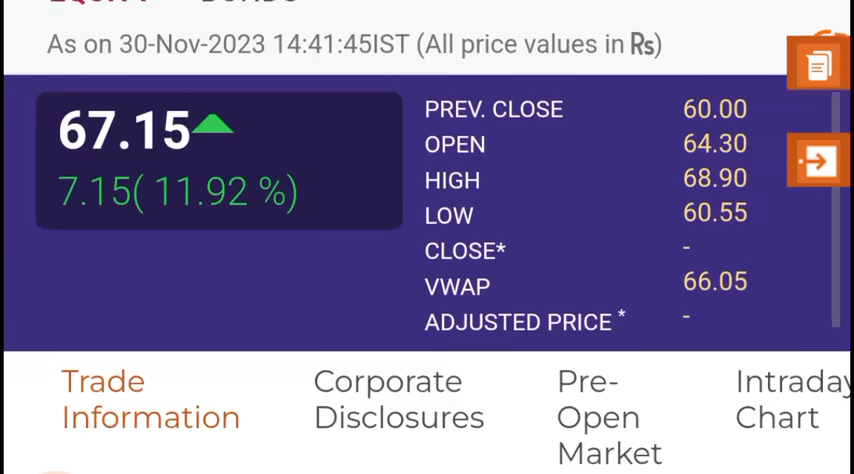 As on 30-Nov-2023 14:41:45IST (All price values in Rs)
67.15
7.15( 11.92 %)
PREV. CLOSE 60.00
OPEN 64.30
HIGH 68.90
LOW 60.55
CLOSE* -
VWAP 66.05
ADJUSTED PRICE * -
Trade
Information
Corporate
Disclosures
Pre-
Open
Market
Intraday
Chart